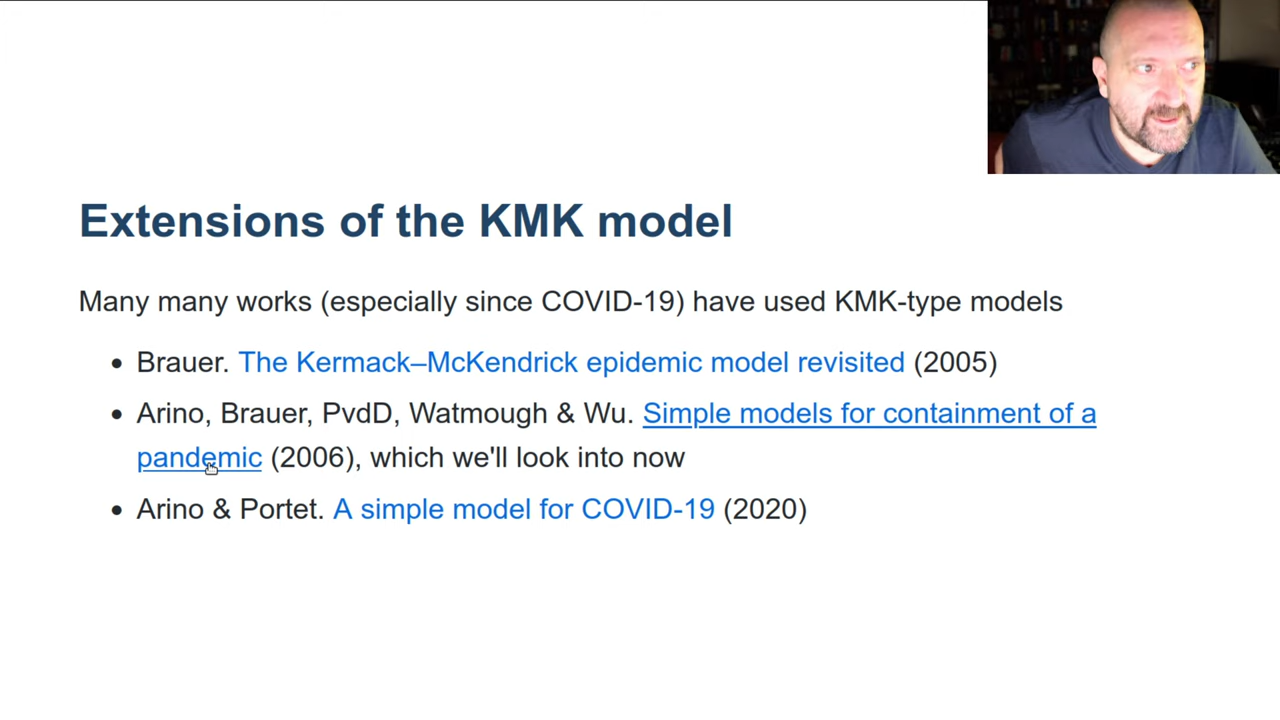 Extensions of the KMK model
Many many works (especially since COVID-19) have used KMK-type models
• Brauer. The Kermack–McKendrick epidemic model revisited (2005)
• Arino, Brauer, PvdD, Watmough & Wu. Simple models for containment of a
pandemic (2006), which we'll look into now
• Arino & Portet. A simple model for COVID-19 (2020)